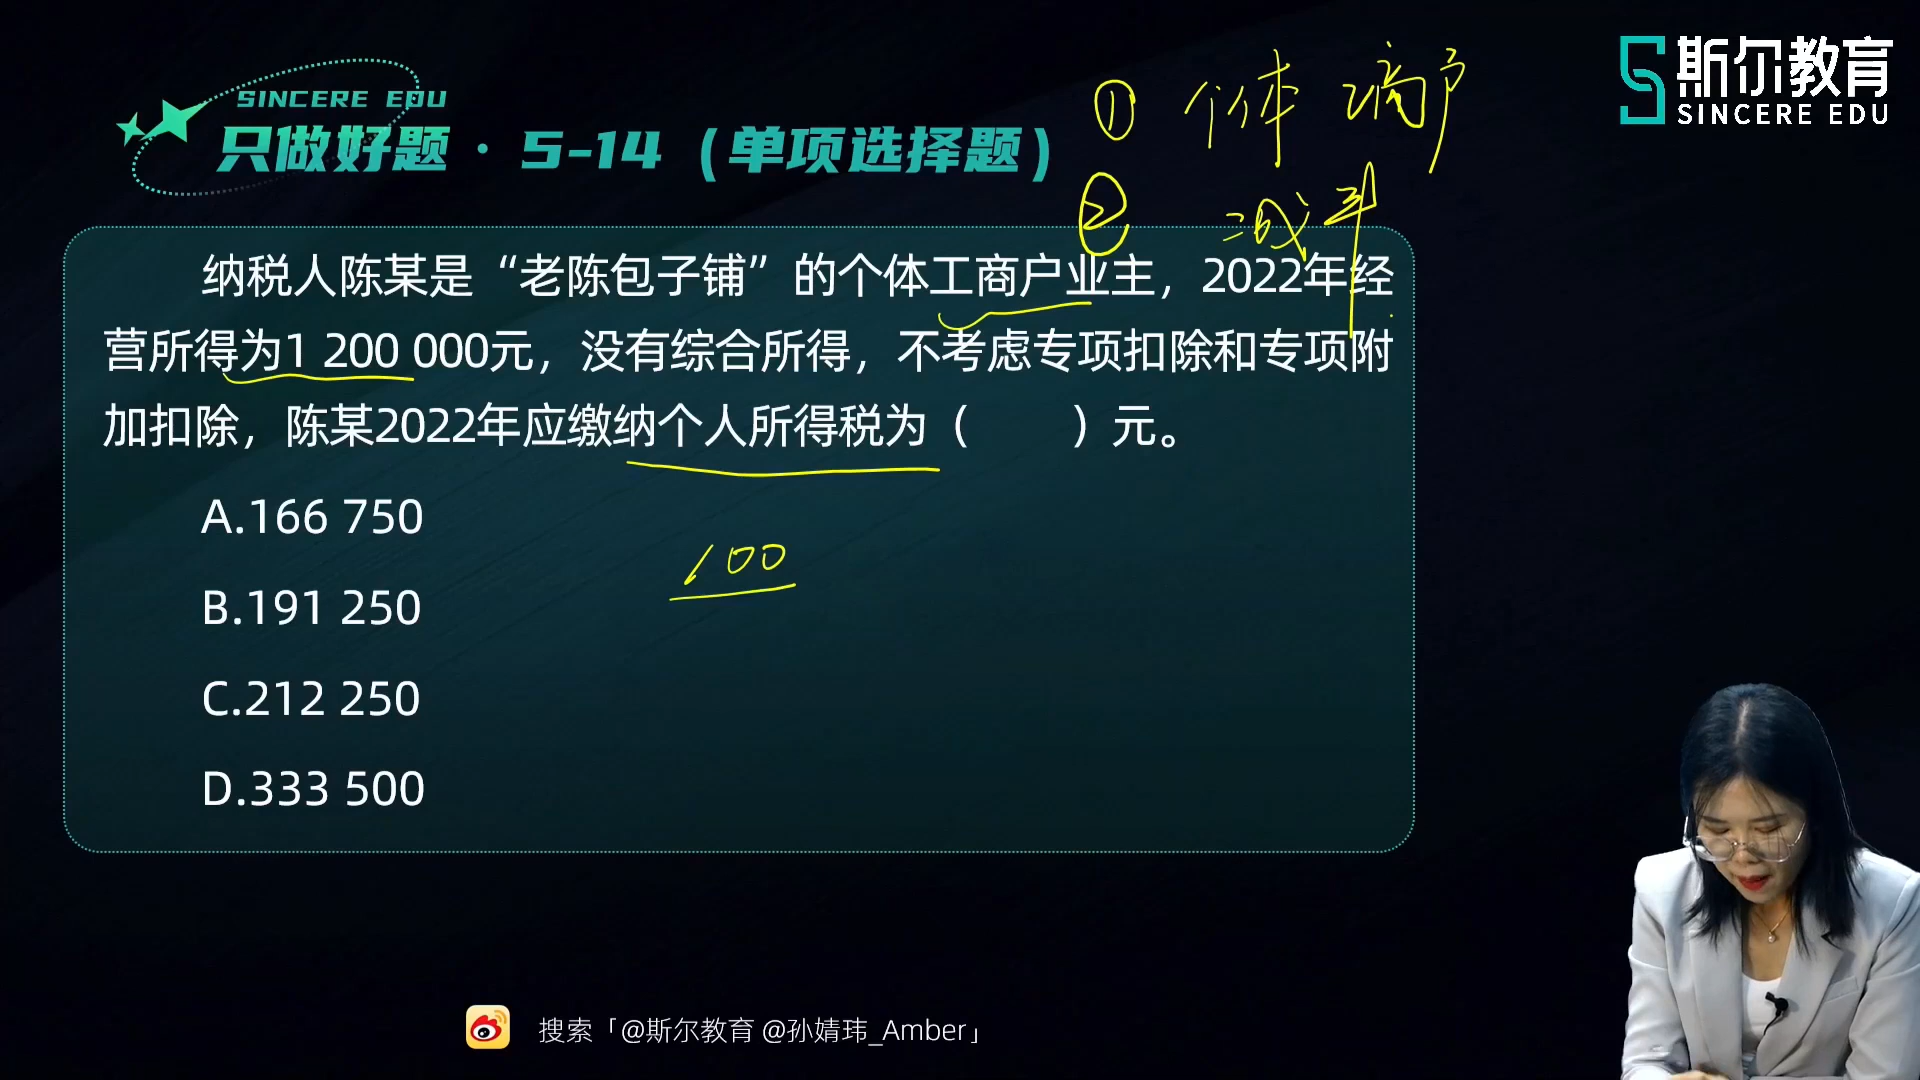 SINCERE EDU
只做好题·5-14（单项选择题）
① 个体 商户
② 减半
斯尔教育
SINCERE EDU
纳税人陈某是“老陈包子铺”的个体工商户业主，2022年经
营所得为1 200 000元，没有综合所得，不考虑专项扣除和专项附
加扣除，陈某2022年应缴纳个人所得税为（　　）元。
A.166 750
100
B.191 250
C.212 250
D.333 500
搜索「@斯尔教育 @孙婧玮_Amber」